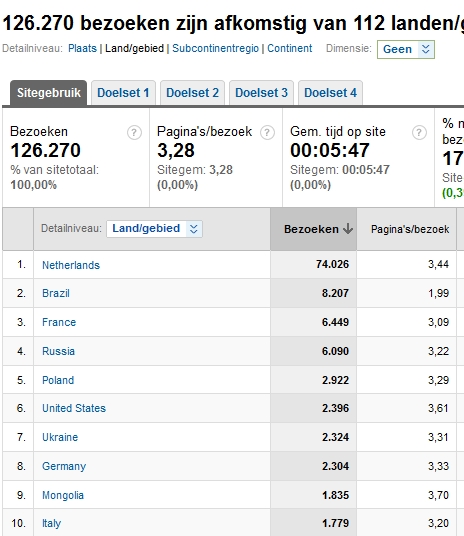 126.270 bezoeken zijn afkomstig van 112 landen/
Detailniveau: Plaats | Land/gebied | Subcontinentregio | Continent Dimensie: Geen
Sitegebruik Doelset 1 Doelset 2 Doelset 3 Doelset 4
Bezoeken ? Pagina's/bezoek ? Gem. tijd op site ? %
126.270 3,28 00:05:47 bez
% van sitetotaal: Sitegem: 3,28 Sitegem: 00:05:47 17
100,00% (0,00%) (0,00%) Site
(0,3
Detailniveau: Land/gebied Bezoeken ↓ Pagina's/bezoek
1. Netherlands 74.026 3,44
2. Brazil 8.207 1,99
3. France 6.449 3,09
4. Russia 6.090 3,22
5. Poland 2.922 3,29
6. United States 2.396 3,61
7. Ukraine 2.324 3,31
8. Germany 2.304 3,33
9. Mongolia 1.835 3,70
10. Italy 1.779 3,20